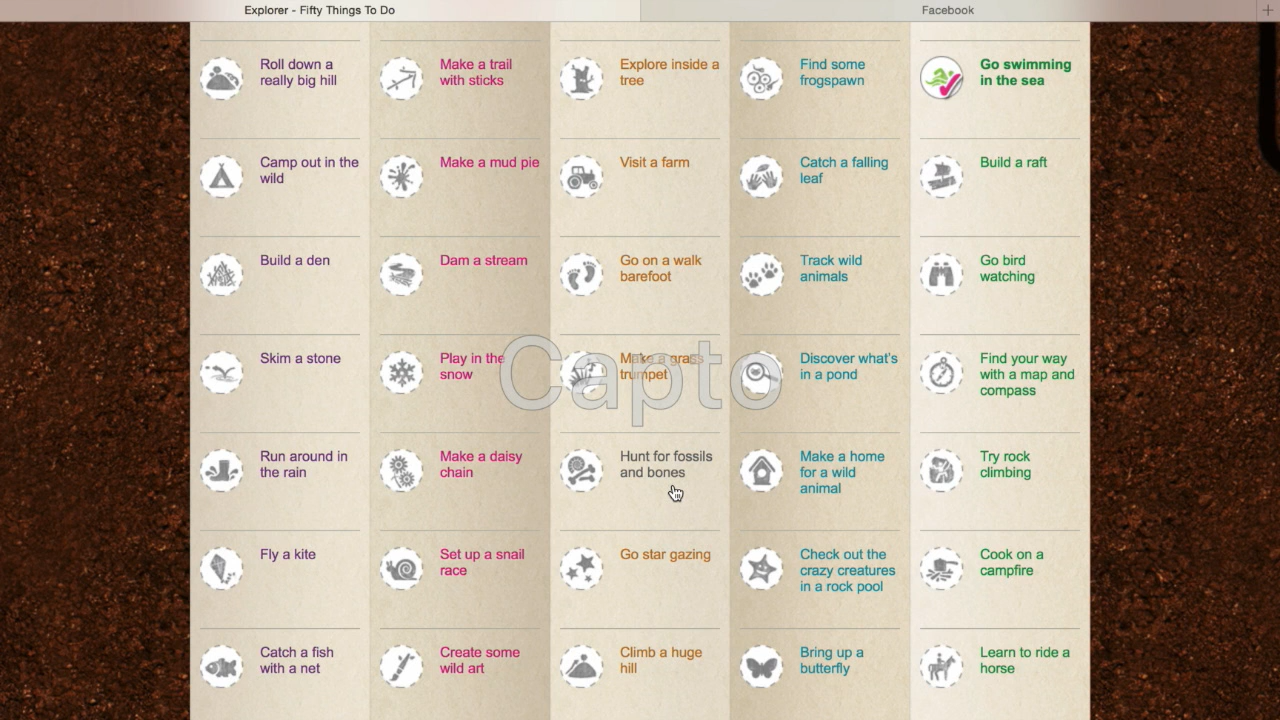 Explorer - Fifty Things To Do
Facebook
Roll down a
really big hill
Make a trail
with sticks
Explore inside a
tree
Find some
frogspawn
Go swimming
in the sea
Camp out in the
wild
Make a mud pie
Visit a farm
Catch a falling
leaf
Build a raft
Build a den
Dam a stream
Go on a walk
barefoot
Track wild
animals
Go bird
watching
Skim a stone
Play in the
snow
Make a grass
trumpet
Discover what's
in a pond
Find your way
with a map and
compass
Capto
Run around in
the rain
Make a daisy
chain
Hunt for fossils
and bones
Make a home
for a wild
animal
Try rock
climbing
Fly a kite
Set up a snail
race
Go star gazing
Check out the
crazy creatures
in a rock pool
Cook on a
campfire
Catch a fish
with a net
Create some
wild art
Climb a huge
hill
Bring up a
butterfly
Learn to ride a
horse